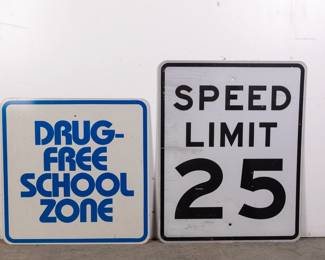 DRUG-
FREE
SCHOOL
ZONE
SPEED
LIMIT
25